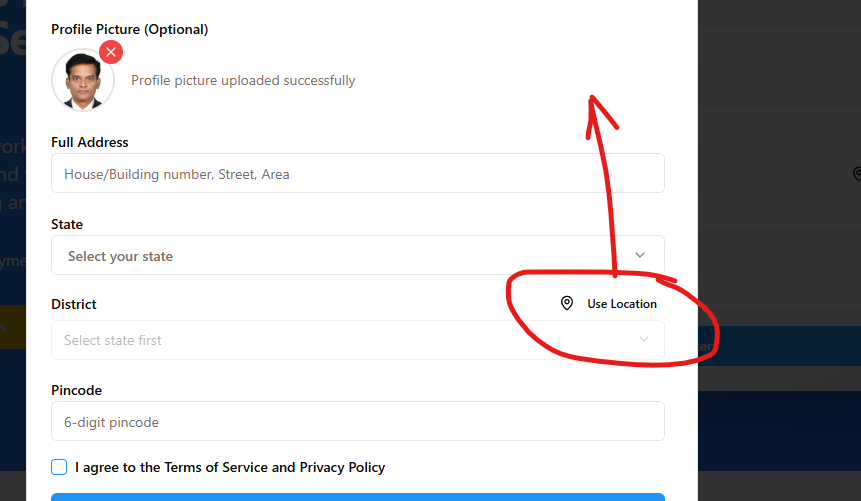 Profile Picture (Optional)
Profile picture uploaded successfully
Full Address
House/Building number, Street, Area
State
Select your state
District
Use Location
Select state first
Pincode
6-digit pincode
I agree to the Terms of Service and Privacy Policy